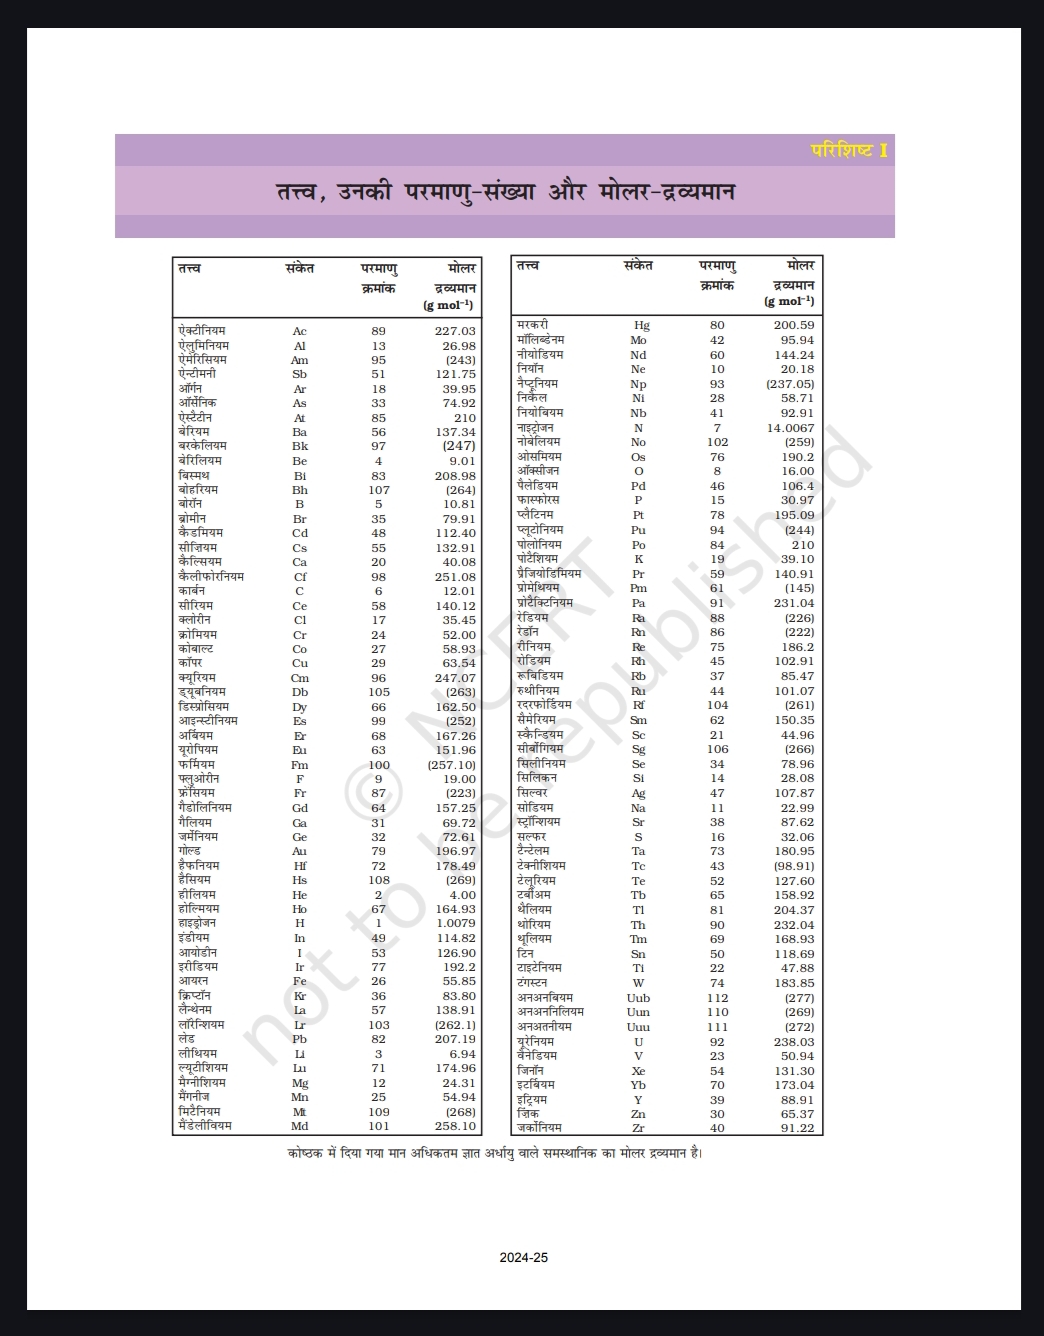 परिशिष्ट I
तत्त्व, उनकी परमाणु-संख्या और मोलर-द्रव्यमान
तत्त्व संकेत परमाणु मोलर
क्रमांक द्रव्यमान
(g mol⁻¹)
ऐक्टीनियम Ac 89 227.03
ऐलुमिनियम Al 13 26.98
ऐमेरिसियम Am 95 (243)
ऐन्टीमनी Sb 51 121.75
ऑर्गन Ar 18 39.95
ऑर्सेनिक As 33 74.92
ऐस्टैटीन At 85 210
बेरियम Ba 56 137.34
बरकेलियम Bk 97 (247)
बेरिलियम Be 4 9.01
बिस्मथ Bi 83 208.98
बोहरियम Bh 107 (264)
बोरॉन B 5 10.81
ब्रोमीन Br 35 79.91
कैडमियम Cd 48 112.40
सीज़ियम Cs 55 132.91
कैल्सियम Ca 20 40.08
कैलीफोरनियम Cf 98 251.08
कार्बन C 6 12.01
सीरियम Ce 58 140.12
क्लोरीन Cl 17 35.45
क्रोमियम Cr 24 52.00
कोबाल्ट Co 27 58.93
कॉपर Cu 29 63.54
क्यूरियम Cm 96 247.07
ड्यूबनियम Db 105 (263)
डिस्प्रोसियम Dy 66 162.50
आइन्स्टीनियम Es 99 (252)
अर्बियम Er 68 167.26
यूरोपियम Eu 63 151.96
फर्मियम Fm 100 (257.10)
फ्लुओरीन F 9 19.00
फ्रेंसियम Fr 87 (223)
गैडोलिनियम Gd 64 157.25
गैलियम Ga 31 69.72
जर्मेनियम Ge 32 72.61
गोल्ड Au 79 196.97
हैफनियम Hf 72 178.49
हैसियम Hs 108 (269)
हीलियम He 2 4.00
होल्मियम Ho 67 164.93
हाइड्रोजन H 1 1.0079
इंडीयम In 49 114.82
आयोडीन I 53 126.90
इरीडियम Ir 77 192.2
आयरन Fe 26 55.85
क्रिप्टॉन Kr 36 83.80
लैन्थेनम La 57 138.91
लॉरेन्शियम Lr 103 (262.1)
लेड Pb 82 207.19
लीथियम Li 3 6.94
ल्यूटीशियम Lu 71 174.96
मैग्नीशियम Mg 12 24.31
मैंगनीज Mn 25 54.94
मिटैनियम Mt 109 (268)
मैंडेलीवियम Md 101 258.10
तत्त्व संकेत परमाणु मोलर
क्रमांक द्रव्यमान
(g mol⁻¹)
मरकरी Hg 80 200.59
मॉलिब्डेनम Mo 42 95.94
नीयोडियम Nd 60 144.24
नियॉन Ne 10 20.18
नैप्टूनियम Np 93 (237.05)
निकैल Ni 28 58.71
नियोबियम Nb 41 92.91
नाइट्रोजन N 7 14.0067
नोबेलियम No 102 (259)
ओसमियम Os 76 190.2
ऑक्सीजन O 8 16.00
पैलेडियम Pd 46 106.4
फास्फोरस P 15 30.97
प्लैटिनम Pt 78 195.09
प्लूटोनियम Pu 94 (244)
पोलोनियम Po 84 210
पोटैशियम K 19 39.10
प्रैजियोडिमियम Pr 59 140.91
प्रोमेथियम Pm 61 (145)
प्रोटैक्टिनियम Pa 91 231.04
रेडियम Ra 88 (226)
रेडॉन Rn 86 (222)
रीनियम Re 75 186.2
रोडियम Rh 45 102.91
रूबिडियम Rb 37 85.47
रुथीनियम Ru 44 101.07
रदरफोर्डियम Rf 104 (261)
सैमेरियम Sm 62 150.35
स्कैन्डियम Sc 21 44.96
सीबोर्गियम Sg 106 (266)
सिलीनियम Se 34 78.96
सिलिकन Si 14 28.08
सिल्वर Ag 47 107.87
सोडियम Na 11 22.99
स्ट्रॉन्शियम Sr 38 87.62
सल्फर S 16 32.06
टैन्टेलम Ta 73 180.95
टेक्नीशियम Tc 43 (98.91)
टेलूरियम Te 52 127.60
टर्बीअम Tb 65 158.92
थैलियम Tl 81 204.37
थोरियम Th 90 232.04
थूलियम Tm 69 168.93
टिन Sn 50 118.69
टाइटेनियम Ti 22 47.88
टंगस्टन W 74 183.85
अनअनबियम Uub 112 (277)
अनअननिलियम Uun 110 (269)
अनअतनीयम Uuu 111 (272)
यूरेनियम U 92 238.03
वैनेडियम V 23 50.94
जिनॉन Xe 54 131.30
इटर्बियम Yb 70 173.04
इट्रियम Y 39 88.91
ज़िंक Zn 30 65.37
जर्कोनियम Zr 40 91.22
कोष्ठक में दिया गया मान अधिकतम ज्ञात अर्धायु वाले समस्थानिक का मोलर द्रव्यमान है।
© NCERT
not to be republished
2024-25